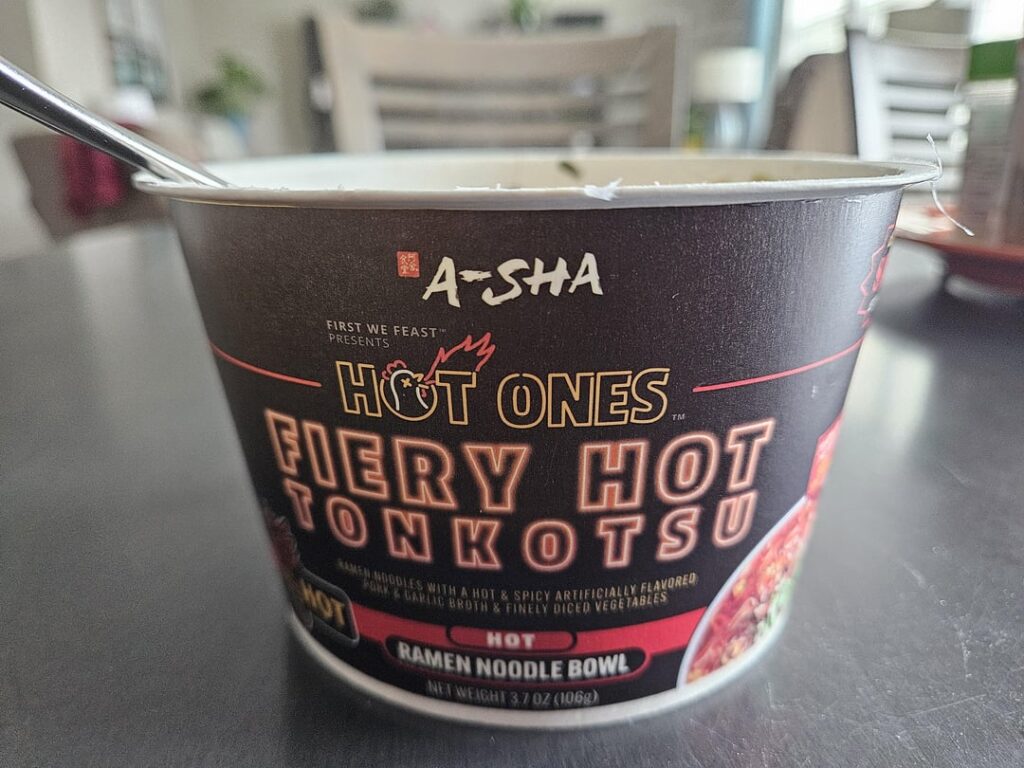 A-SHA
FIRST WE FEAST™
PRESENTS
HOT ONES™
FIERY HOT
TONKOTSU
RAMEN NOODLES WITH A HOT & SPICY ARTIFICIALLY FLAVORED
PORK & GARLIC BROTH & FINELY DICED VEGETABLES
HOT
HOT
RAMEN NOODLE BOWL
NET WEIGHT 3.7 OZ (106g)